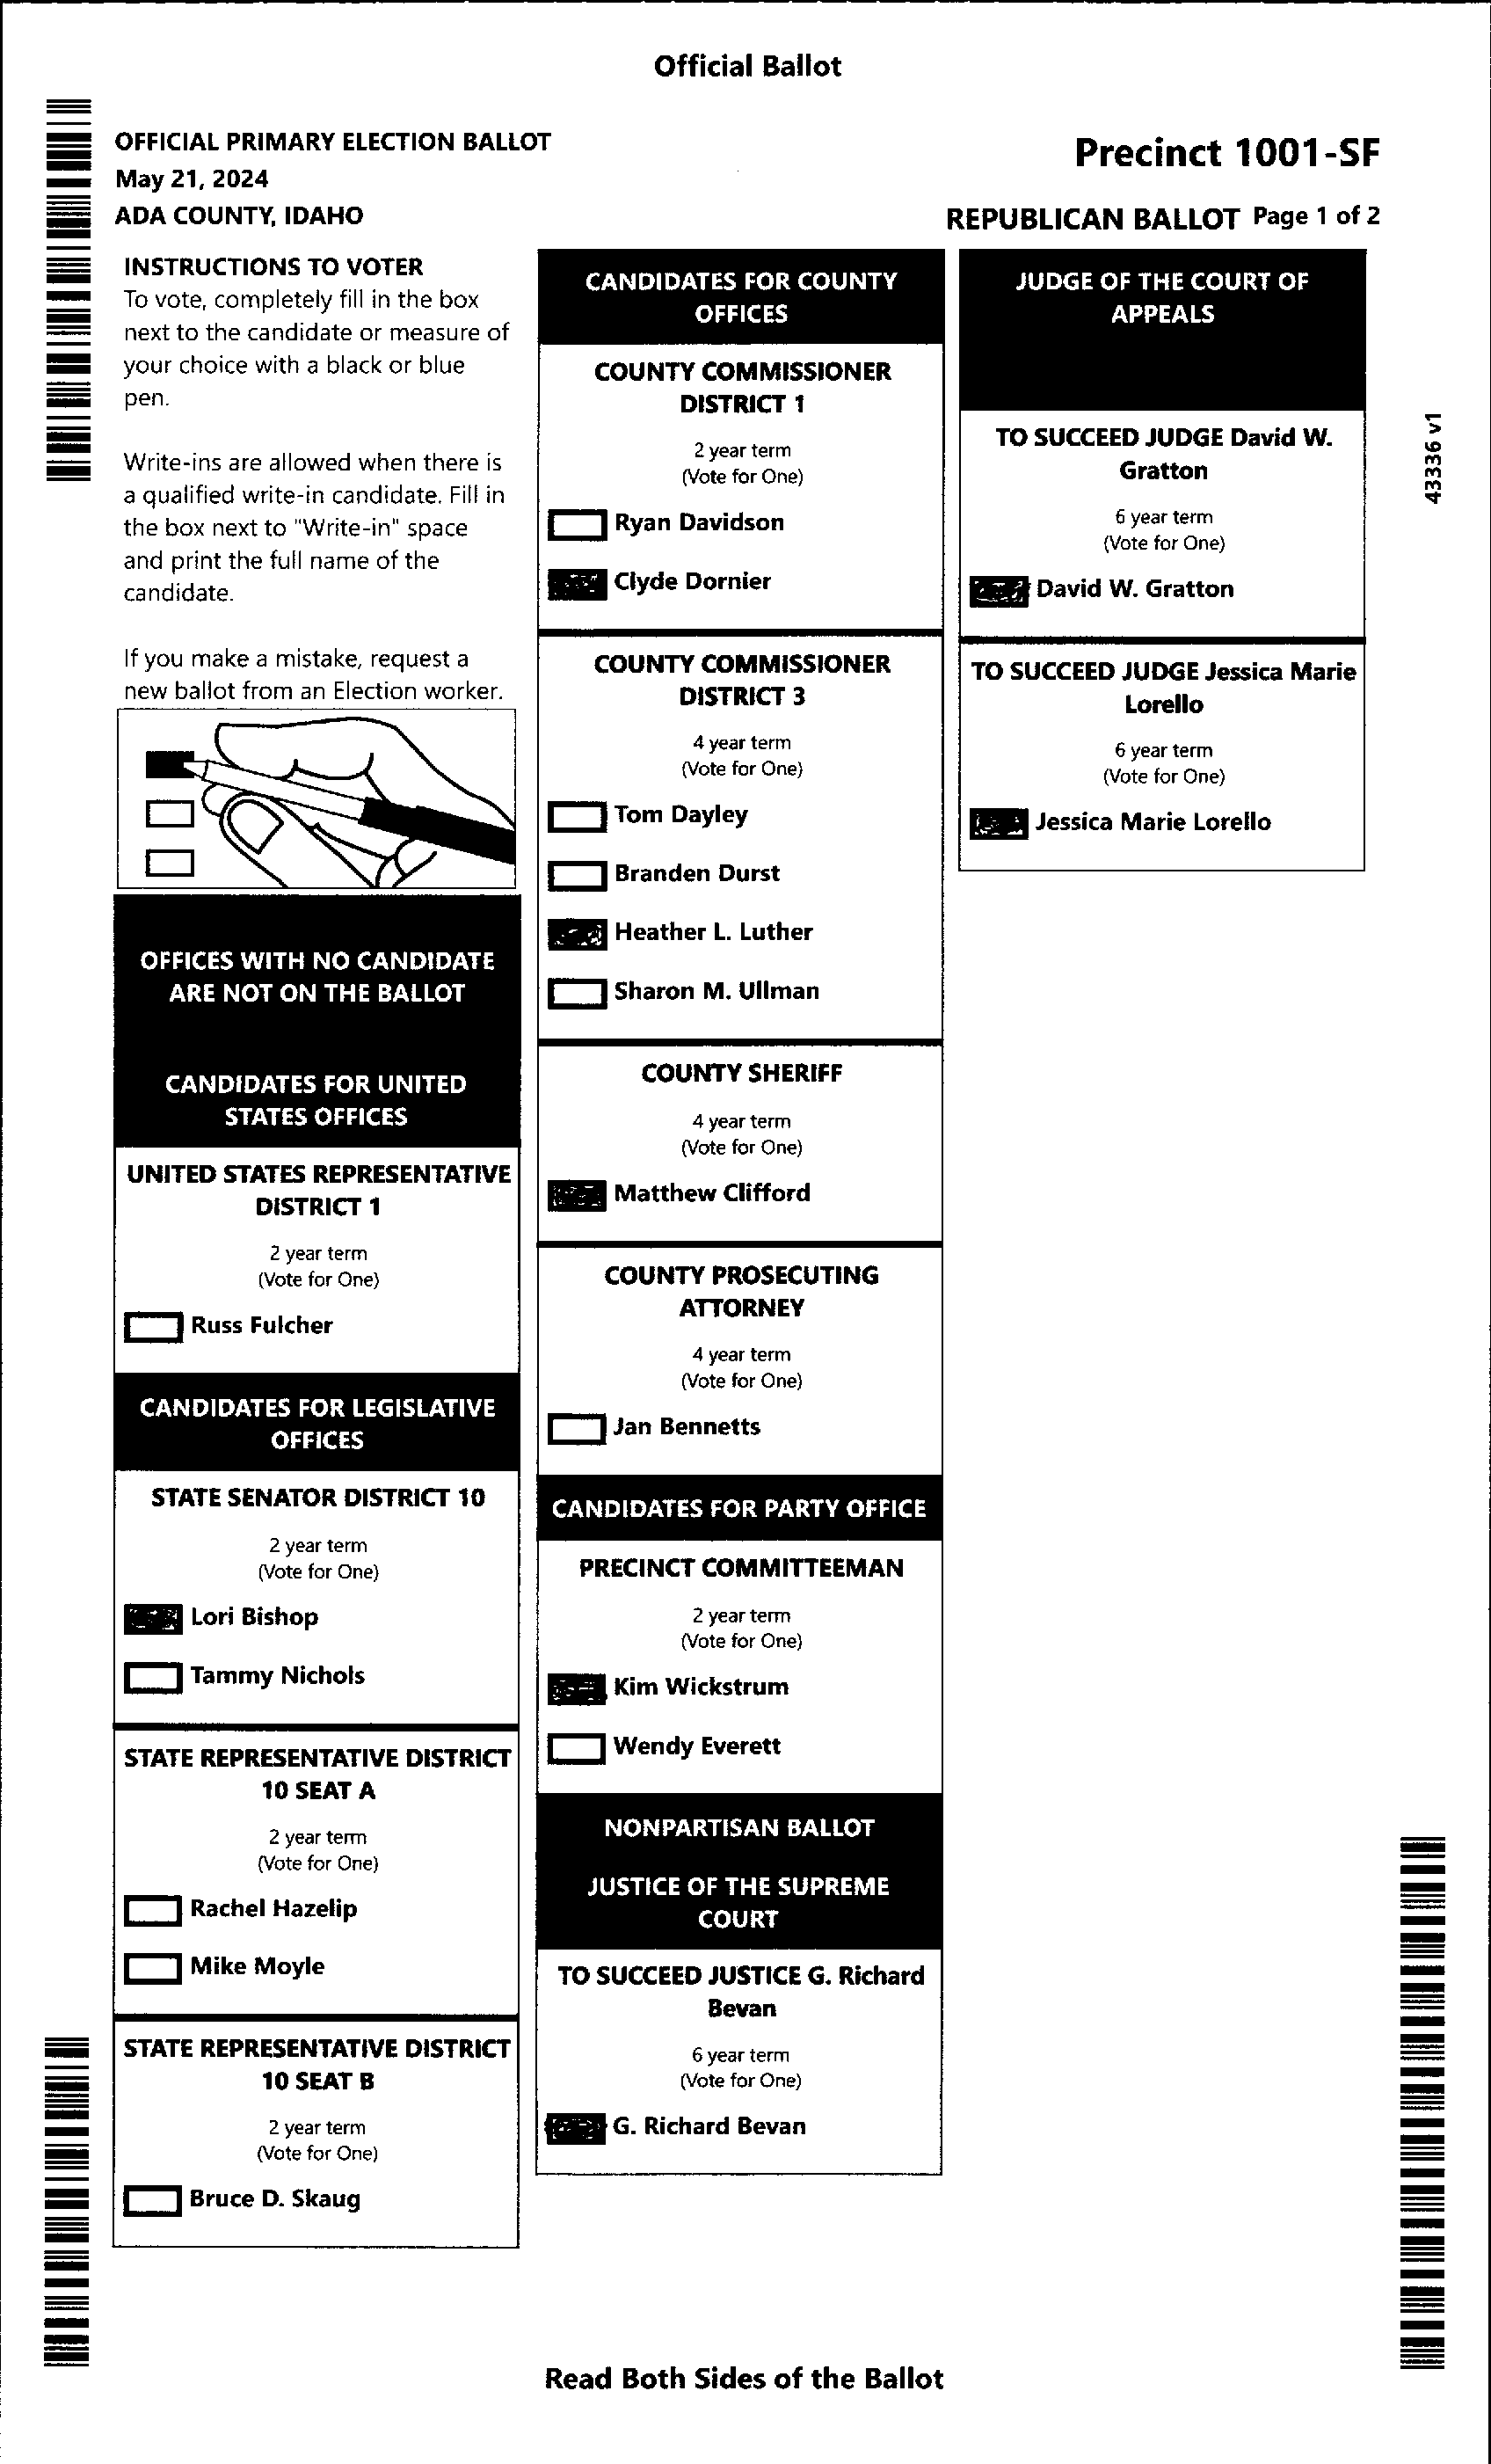 Official Ballot
OFFICIAL PRIMARY ELECTION BALLOT
May 21, 2024
ADA COUNTY, IDAHO
Precinct 1001-SF
REPUBLICAN BALLOT Page 1 of 2
INSTRUCTIONS TO VOTER
To vote, completely fill in the box
next to the candidate or measure of
your choice with a black or blue
pen.
Write-ins are allowed when there is
a qualified write-in candidate. Fill in
the box next to "Write-in" space
and print the full name of the
candidate.
If you make a mistake, request a
new ballot from an Election worker.
OFFICES WITH NO CANDIDATE
ARE NOT ON THE BALLOT
CANDIDATES FOR UNITED
STATES OFFICES
UNITED STATES REPRESENTATIVE
DISTRICT 1
2 year term
(Vote for One)
Russ Fulcher
CANDIDATES FOR LEGISLATIVE
OFFICES
STATE SENATOR DISTRICT 10
2 year term
(Vote for One)
Lori Bishop
Tammy Nichols
STATE REPRESENTATIVE DISTRICT
10 SEAT A
2 year term
(Vote for One)
Rachel Hazelip
Mike Moyle
STATE REPRESENTATIVE DISTRICT
10 SEAT B
2 year term
(Vote for One)
Bruce D. Skaug
CANDIDATES FOR COUNTY
OFFICES
COUNTY COMMISSIONER
DISTRICT 1
2 year term
(Vote for One)
Ryan Davidson
Clyde Dornier
COUNTY COMMISSIONER
DISTRICT 3
4 year term
(Vote for One)
Tom Dayley
Branden Durst
Heather L. Luther
Sharon M. Ullman
COUNTY SHERIFF
4 year term
(Vote for One)
Matthew Clifford
COUNTY PROSECUTING
ATTORNEY
4 year term
(Vote for One)
Jan Bennetts
CANDIDATES FOR PARTY OFFICE
PRECINCT COMMITTEEMAN
2 year term
(Vote for One)
Kim Wickstrum
Wendy Everett
NONPARTISAN BALLOT
JUSTICE OF THE SUPREME
COURT
TO SUCCEED JUSTICE G. Richard
Bevan
6 year term
(Vote for One)
G. Richard Bevan
JUDGE OF THE COURT OF
APPEALS
TO SUCCEED JUDGE David W.
Gratton
6 year term
(Vote for One)
David W. Gratton
TO SUCCEED JUDGE Jessica Marie
Lorello
6 year term
(Vote for One)
Jessica Marie Lorello
43336 v1
Read Both Sides of the Ballot